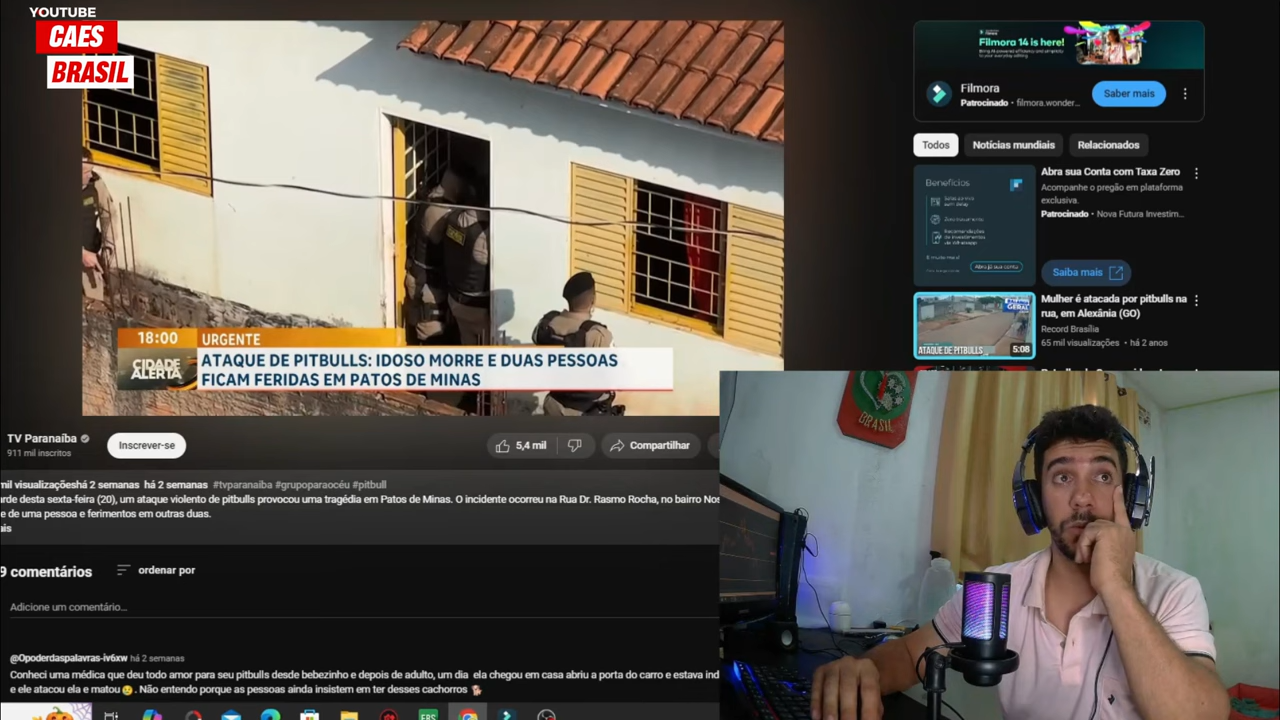 YOUTUBE
CAES
BRASIL
18:00
URGENTE
CIDADE
ALERTA
ATAQUE DE PITBULLS: IDOSO MORRE E DUAS PESSOAS
FICAM FERIDAS EM PATOS DE MINAS
TV Paranaíba
911 mil inscritos
Inscrever-se
5,4 mil
Compartilhar
mil visualizaçõeshá 2 semanas há 2 semanas #tvparanaiba #grupoparaocéu #pitbull
arde desta sexta-feira (20), um ataque violento de pitbulls provocou uma tragédia em Patos de Minas. O incidente ocorreu na Rua Dr. Rasmo Rocha, no bairro Nos
e de uma pessoa e ferimentos em outras duas.
ais
9 comentários
ordenar por
Adicione um comentário...
@Opoderdaspalavras-iv6xw há 2 semanas
Conheci uma médica que deu todo amor para seu pitbulls desde bebezinho e depois de adulto, um dia ela chegou em casa abriu a porta do carro e estava ind
e ele atacou ela e matou. Não entendo porque as pessoas ainda insistem em ter desses cachorros
Filmora 14 is here!
Filmora
Patrocinado • filmora.wonder...
Saber mais
Todos
Notícias mundiais
Relacionados
Benefícios
Abra sua Conta com Taxa Zero
Acompanhe o pregão em plataforma
exclusiva.
Patrocinado • Nova Futura Investim...
Saiba mais
Mulher é atacada por pitbulls na
rua, em Alexânia (GO)
Record Brasília
65 mil visualizações • há 2 anos
ATAQUE DE PITBULLS
5:08
BRASIL